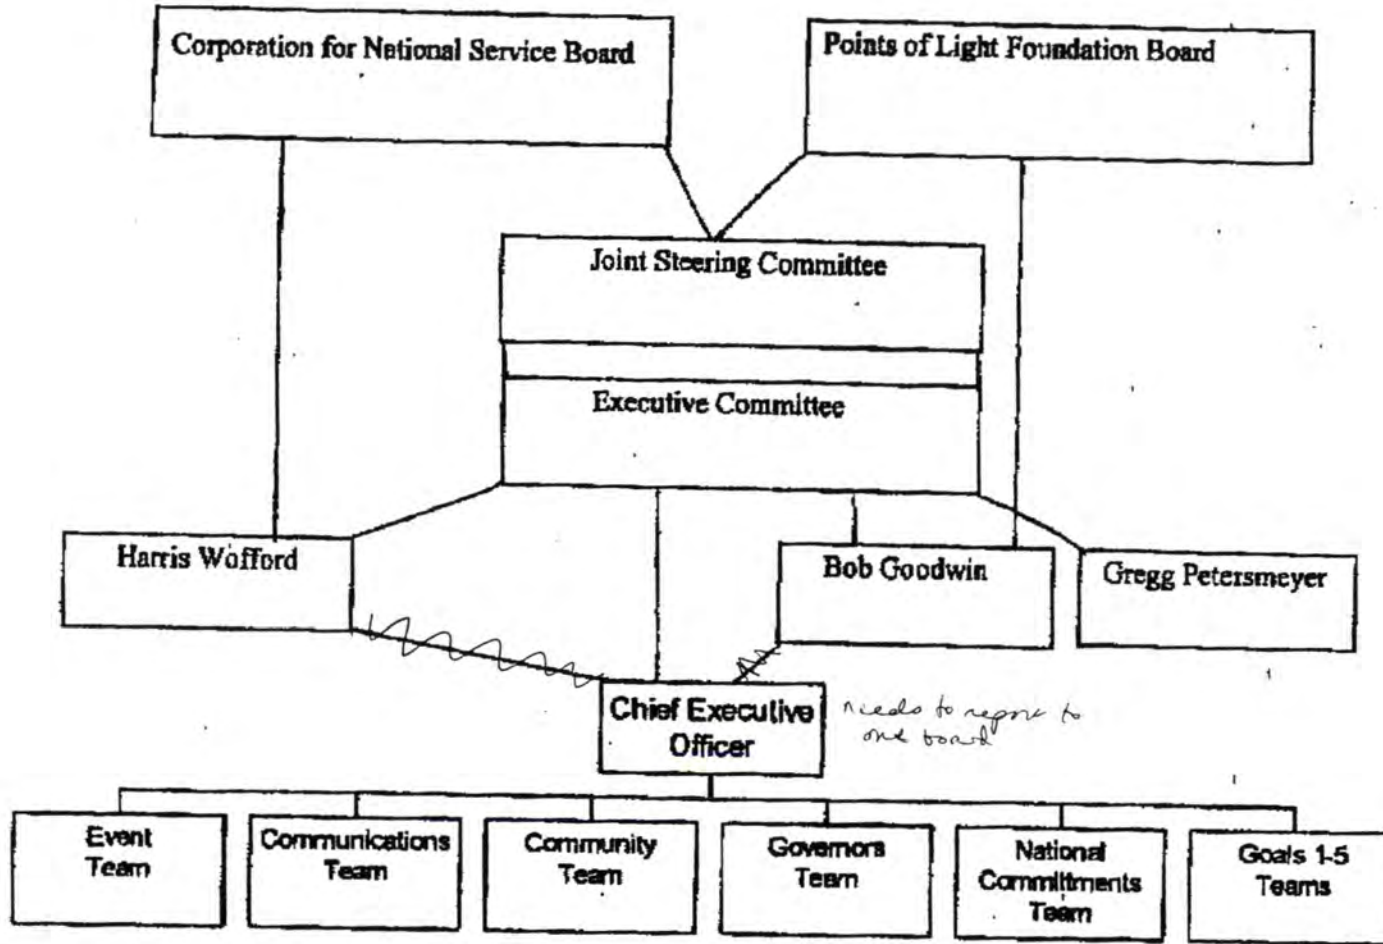 Corporation for National Service Board
Points of Light Foundation Board
Joint Steering Committee
Executive Committee
Harris Wofford
Bob Goodwin
Gregg Petersmeyer
Chief Executive
Officer
needs to report to
one board
Event
Team
Communications
Team
Community
Team
Governors
Team
National
Committments
Team
Goals 1-5
Teams